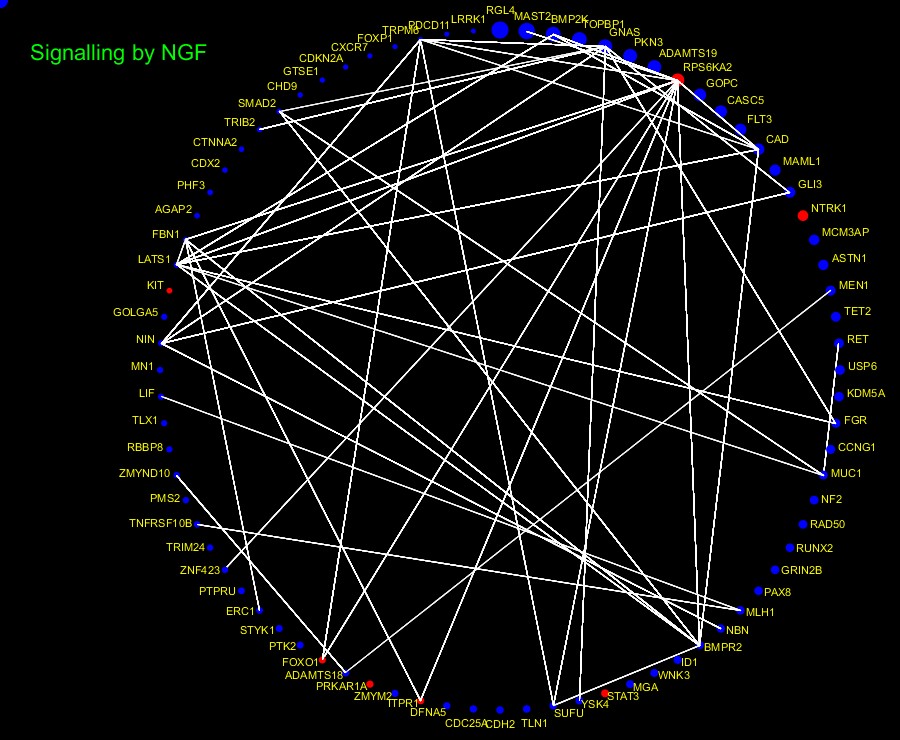 Signalling by NGF
RGL4
MAST2
BMP2K
TOPBP1
GNAS
PKN3
ADAMTS19
RPS6KA2
GOPC
CASC5
FLT3
CAD
MAML1
GLI3
NTRK1
MCM3AP
ASTN1
MEN1
TET2
RET
USP6
KDM5A
FGR
CCNG1
MUC1
NF2
RAD50
RUNX2
GRIN2B
PAX8
MLH1
NBN
BMPR2
ID1
WNK3
MGA
STAT3
YSK4
SUFU
TLN1
CDH2
CDC25A
DFNA5
ITPR1
ZMYM2
PRKAR1A
ADAMTS18
FOXO1
PTK2
STYK1
ERC1
PTPRU
ZNF423
TRIM24
TNFRSF10B
PMS2
ZMYND10
RBBP8
TLX1
LIF
MN1
NIN
GOLGA5
KIT
LATS1
FBN1
AGAP2
PHF3
CDX2
CTNNA2
TRIB2
SMAD2
CHD9
GTSE1
CDKN2A
CXCR7
FOXP1
TRPM6
PDCD11
LRRK1